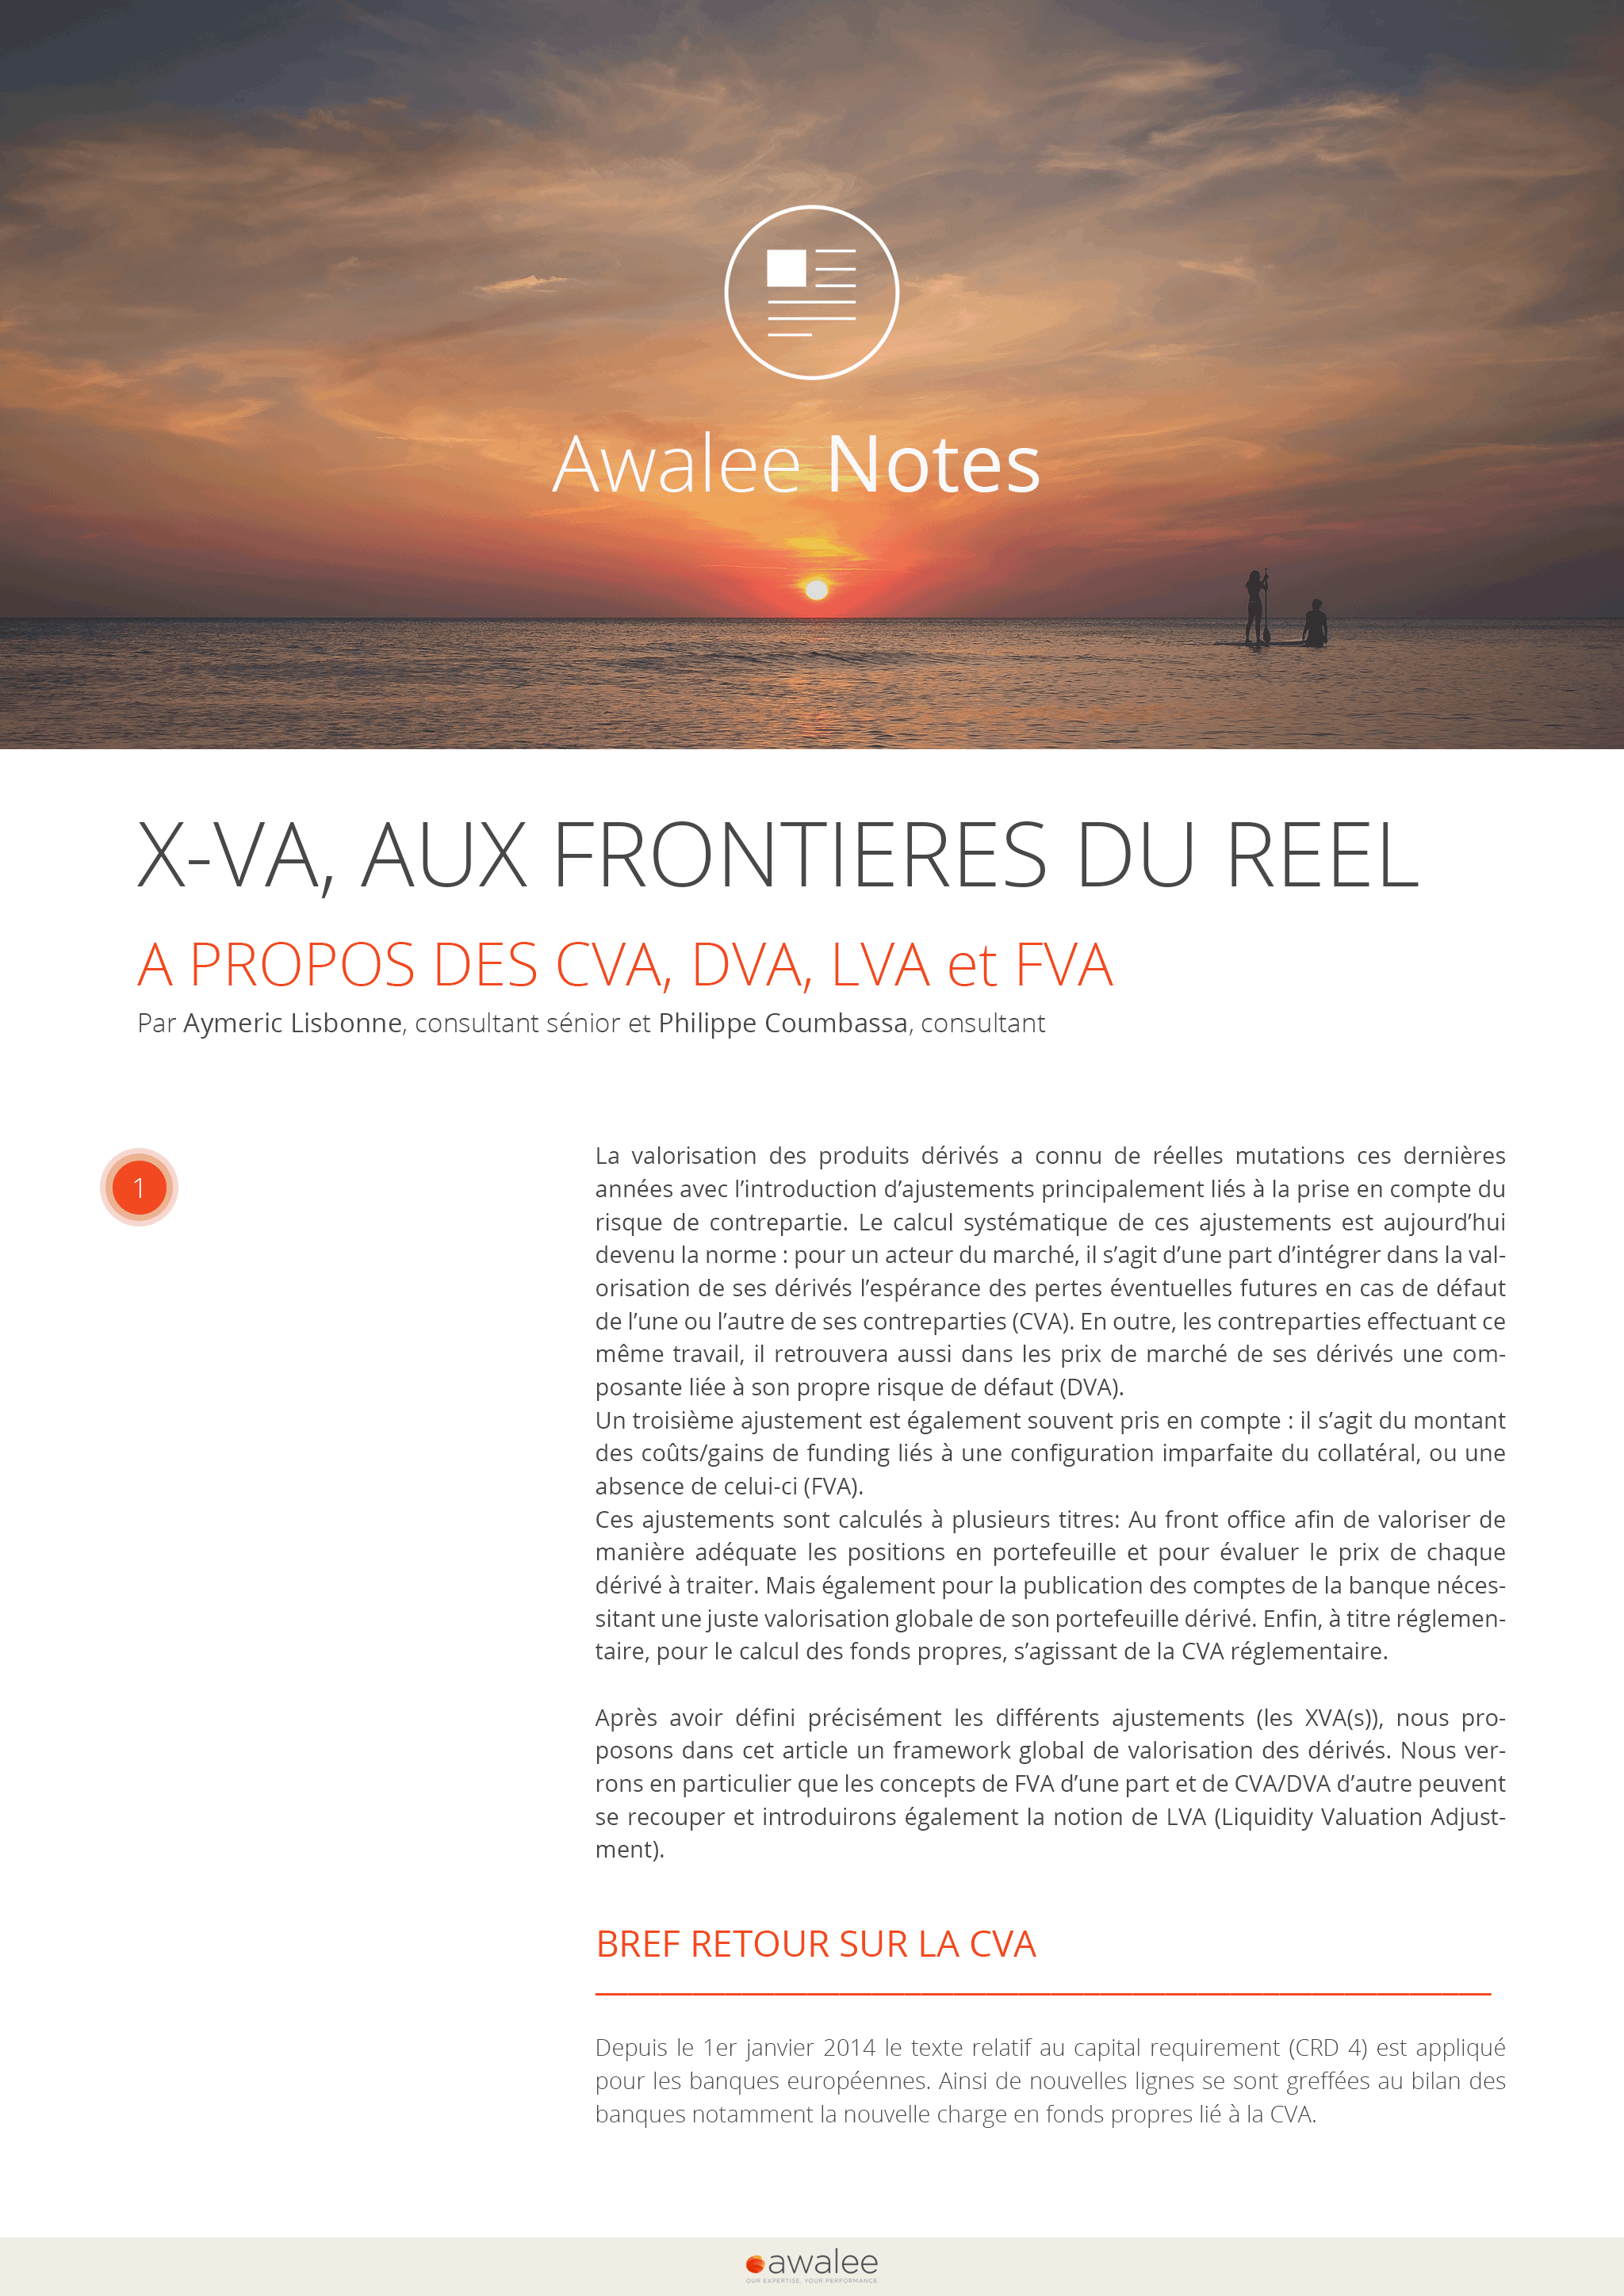 Awalee Notes
X-VA, AUX FRONTIERES DU REEL
A PROPOS DES CVA, DVA, LVA et FVA
Par Aymeric Lisbonne, consultant sénior et Philippe Coumbassa, consultant
1
La valorisation des produits dérivés a connu de réelles mutations ces dernières
années avec l’introduction d’ajustements principalement liés à la prise en compte du
risque de contrepartie. Le calcul systématique de ces ajustements est aujourd’hui
devenu la norme : pour un acteur du marché, il s’agit d’une part d’intégrer dans la val-
orisation de ses dérivés l’espérance des pertes éventuelles futures en cas de défaut
de l’une ou l’autre de ses contreparties (CVA). En outre, les contreparties effectuant ce
même travail, il retrouvera aussi dans les prix de marché de ses dérivés une com-
posante liée à son propre risque de défaut (DVA).
Un troisième ajustement est également souvent pris en compte : il s’agit du montant
des coûts/gains de funding liés à une configuration imparfaite du collatéral, ou une
absence de celui-ci (FVA).
Ces ajustements sont calculés à plusieurs titres: Au front office afin de valoriser de
manière adéquate les positions en portefeuille et pour évaluer le prix de chaque
dérivé à traiter. Mais également pour la publication des comptes de la banque néces-
sitant une juste valorisation globale de son portefeuille dérivé. Enfin, à titre réglemen-
taire, pour le calcul des fonds propres, s’agissant de la CVA réglementaire.
Après avoir défini précisément les différents ajustements (les XVA(s)), nous pro-
posons dans cet article un framework global de valorisation des dérivés. Nous ver-
rons en particulier que les concepts de FVA d’une part et de CVA/DVA d’autre peuvent
se recouper et introduirons également la notion de LVA (Liquidity Valuation Adjust-
ment).
BREF RETOUR SUR LA CVA
Depuis le 1er janvier 2014 le texte relatif au capital requirement (CRD 4) est appliqué
pour les banques européennes. Ainsi de nouvelles lignes se sont greffées au bilan des
banques notamment la nouvelle charge en fonds propres lié à la CVA.
awalee
OUR EXPERTISE, YOUR PERFORMANCE